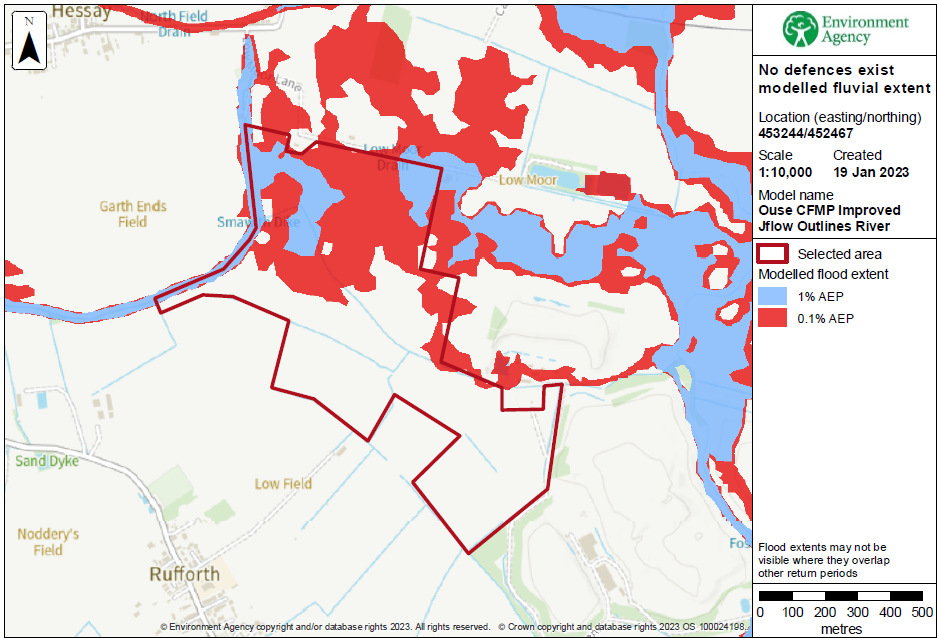 Hessay
North Field
Drain
N
Low Moor
Drain
Low Moor
Garth Ends
Field
Sand Dyke
Low Field
Noddery's
Field
Rufforth
Fos
© Environment Agency copyright and/or database rights 2023. All rights reserved. © Crown copyright and database rights 2023 OS 100024198.
Environment
Agency
No defences exist
modelled fluvial extent
Location (easting/northing)
453244/452467
Scale Created
1:10,000 19 Jan 2023
Model name
Ouse CFMP Improved
Jflow Outlines River
Selected area
Modelled flood extent
1% AEP
0.1% AEP
Flood extents may not be
visible where they overlap
other return periods
0 100 200 300 400 500
metres